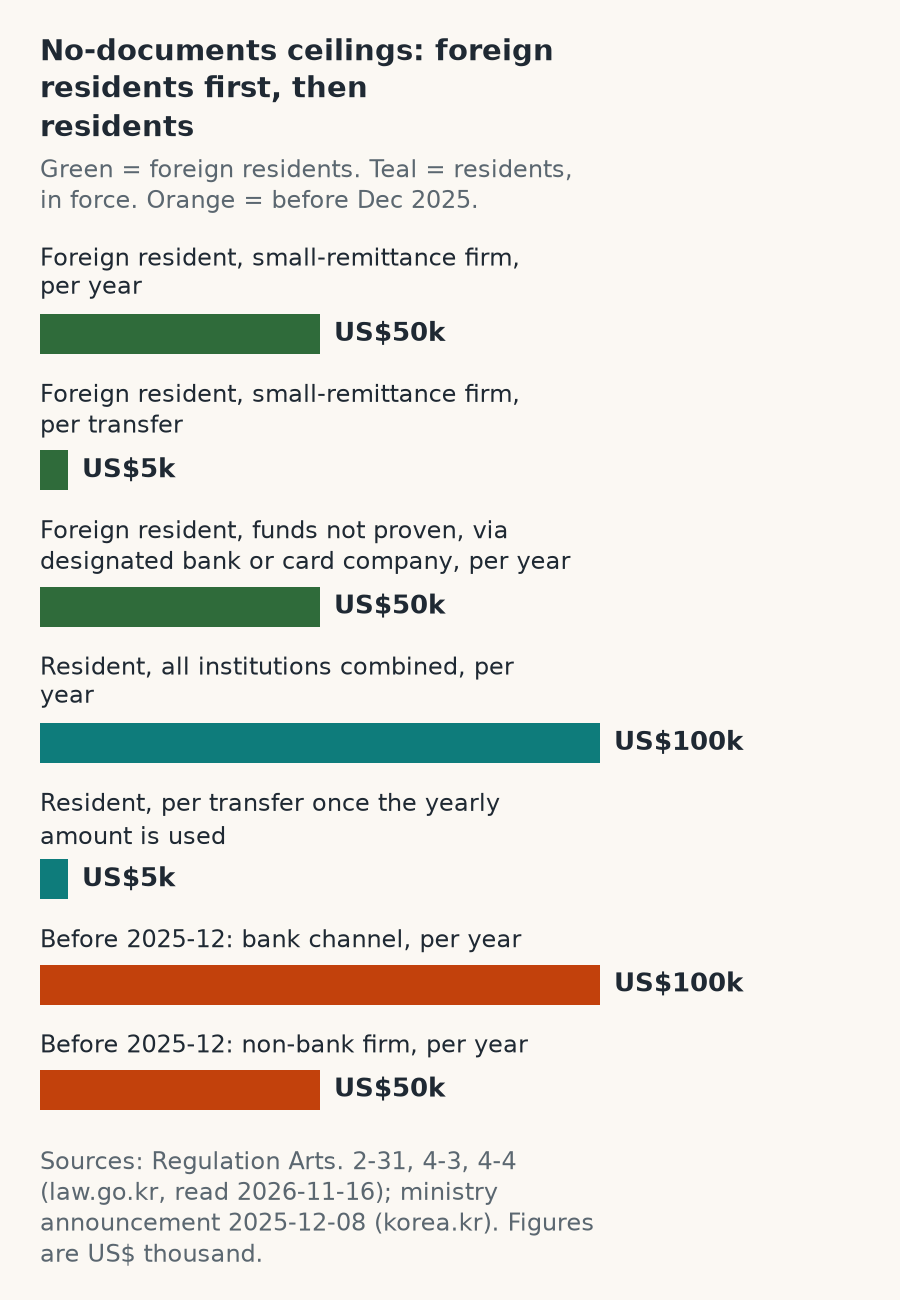 No-documents ceilings: foreign
residents first, then
residents
Green = foreign residents. Teal = residents,
in force. Orange = before Dec 2025.
Foreign resident, small-remittance firm,
per year
US$50k
Foreign resident, small-remittance firm,
per transfer
US$5k
Foreign resident, funds not proven, via
designated bank or card company, per year
US$50k
Resident, all institutions combined, per
year
US$100k
Resident, per transfer once the yearly
amount is used
US$5k
Before 2025-12: bank channel, per year
US$100k
Before 2025-12: non-bank firm, per year
US$50k
Sources: Regulation Arts. 2-31, 4-3, 4-4
(law.go.kr, read 2026-11-16); ministry
announcement 2025-12-08 (korea.kr). Figures
are US$ thousand.